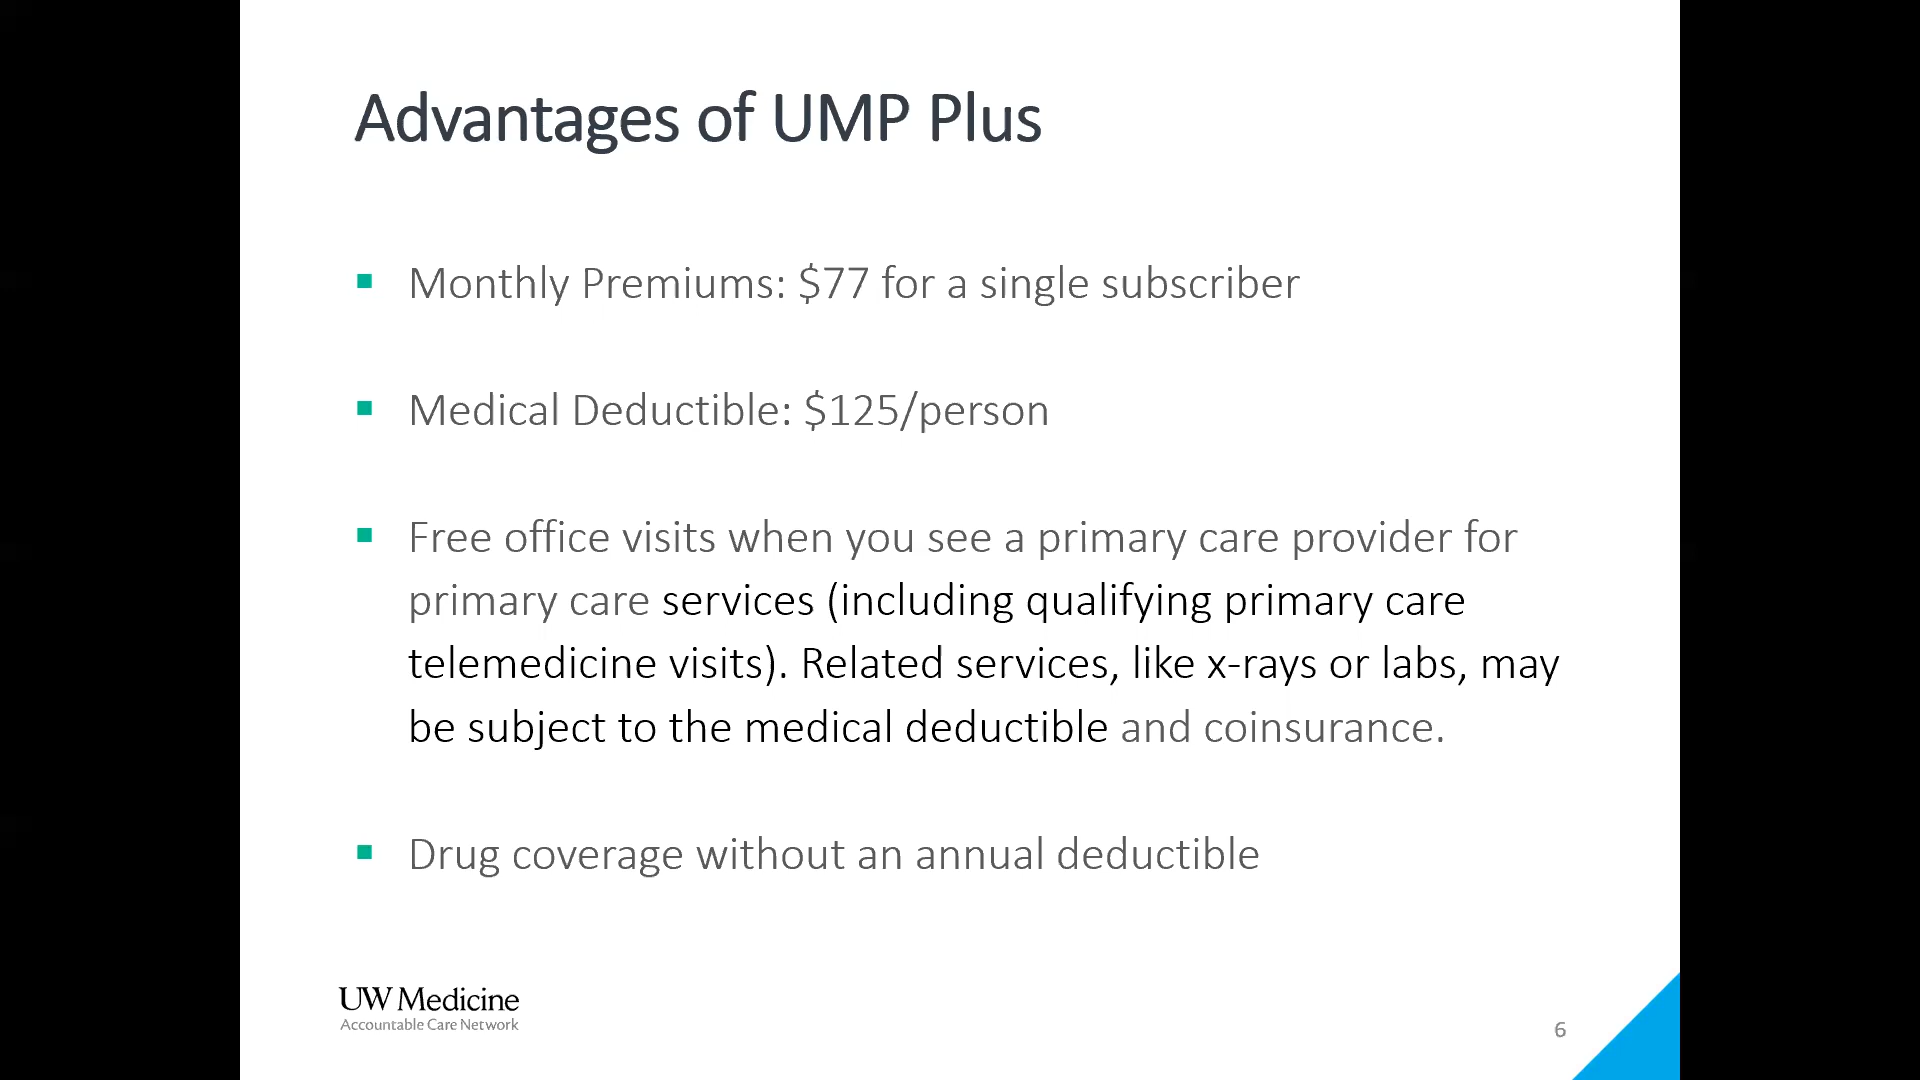 Advantages of UMP Plus
Monthly Premiums: $77 for a single subscriber
Medical Deductible: $125/person
Free office visits when you see a primary care provider for
primary care services (including qualifying primary care
telemedicine visits). Related services, like x-rays or labs, may
be subject to the medical deductible and coinsurance.
Drug coverage without an annual deductible
UW Medicine
Accountable Care Network
6